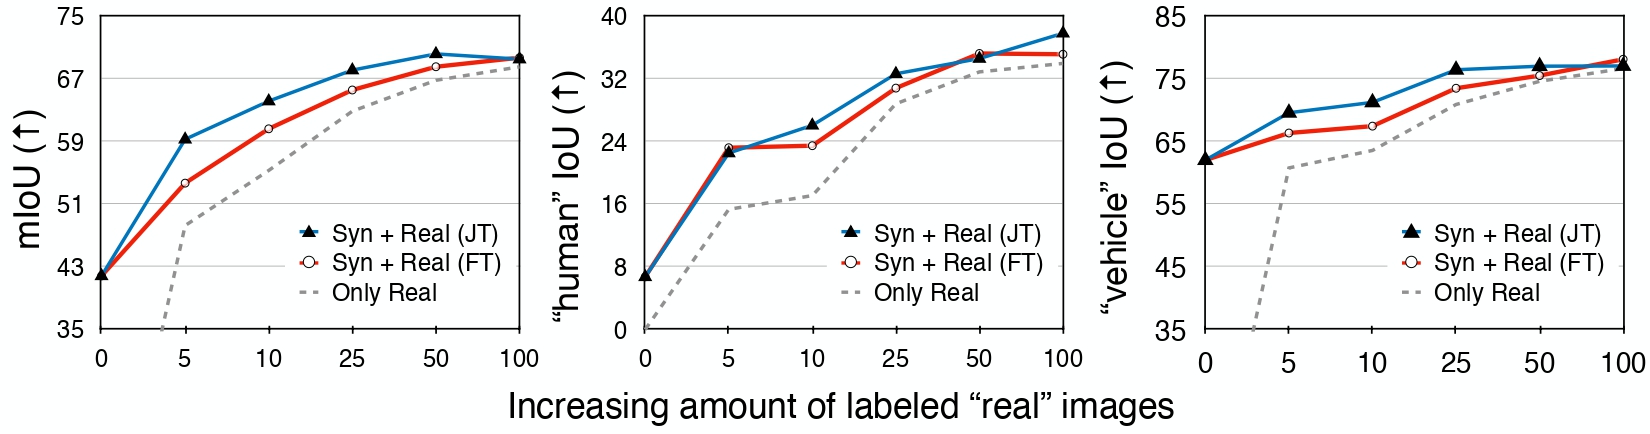 mIoU (↑)
75
67
59
51
43
35
Syn + Real (JT)
Syn + Real (FT)
Only Real
0 5 10 25 50 100
“human” IoU (↑)
40
32
24
16
8
0
Syn + Real (JT)
Syn + Real (FT)
Only Real
0 5 10 25 50 100
“vehicle” IoU (↑)
85
75
65
55
45
35
Syn + Real (JT)
Syn + Real (FT)
Only Real
0 5 10 25 50 100
Increasing amount of labeled “real” images